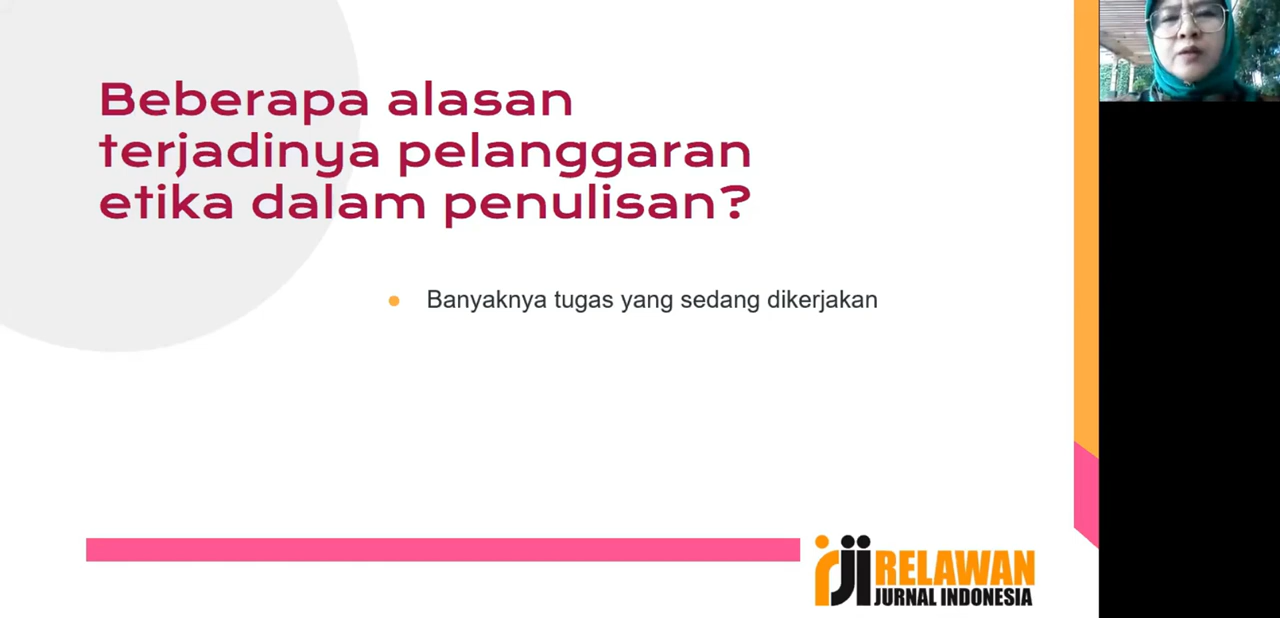 Beberapa alasan
terjadinya pelanggaran
etika dalam penulisan?
Banyaknya tugas yang sedang dikerjakan
rji RELAWAN
JURNAL INDONESIA